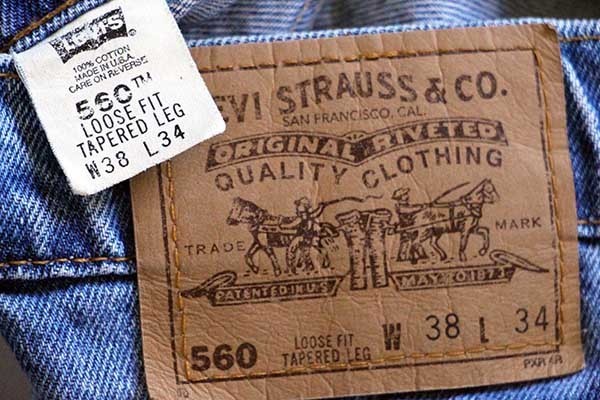 LEVI'S
100% COTTON
MADE IN U.S.A.
CARE ON REVERSE
560™
LOOSE FIT
TAPERED LEG
W38 L34
EVI STRAUSS & CO.
SAN FRANCISCO, CAL.
ORIGINAL RIVETED
QUALITY CLOTHING
TRADE MARK
PATENTED IN U.S. MAY 20 1873
560 LOOSE FIT W 38 L 34
TAPERED LEG